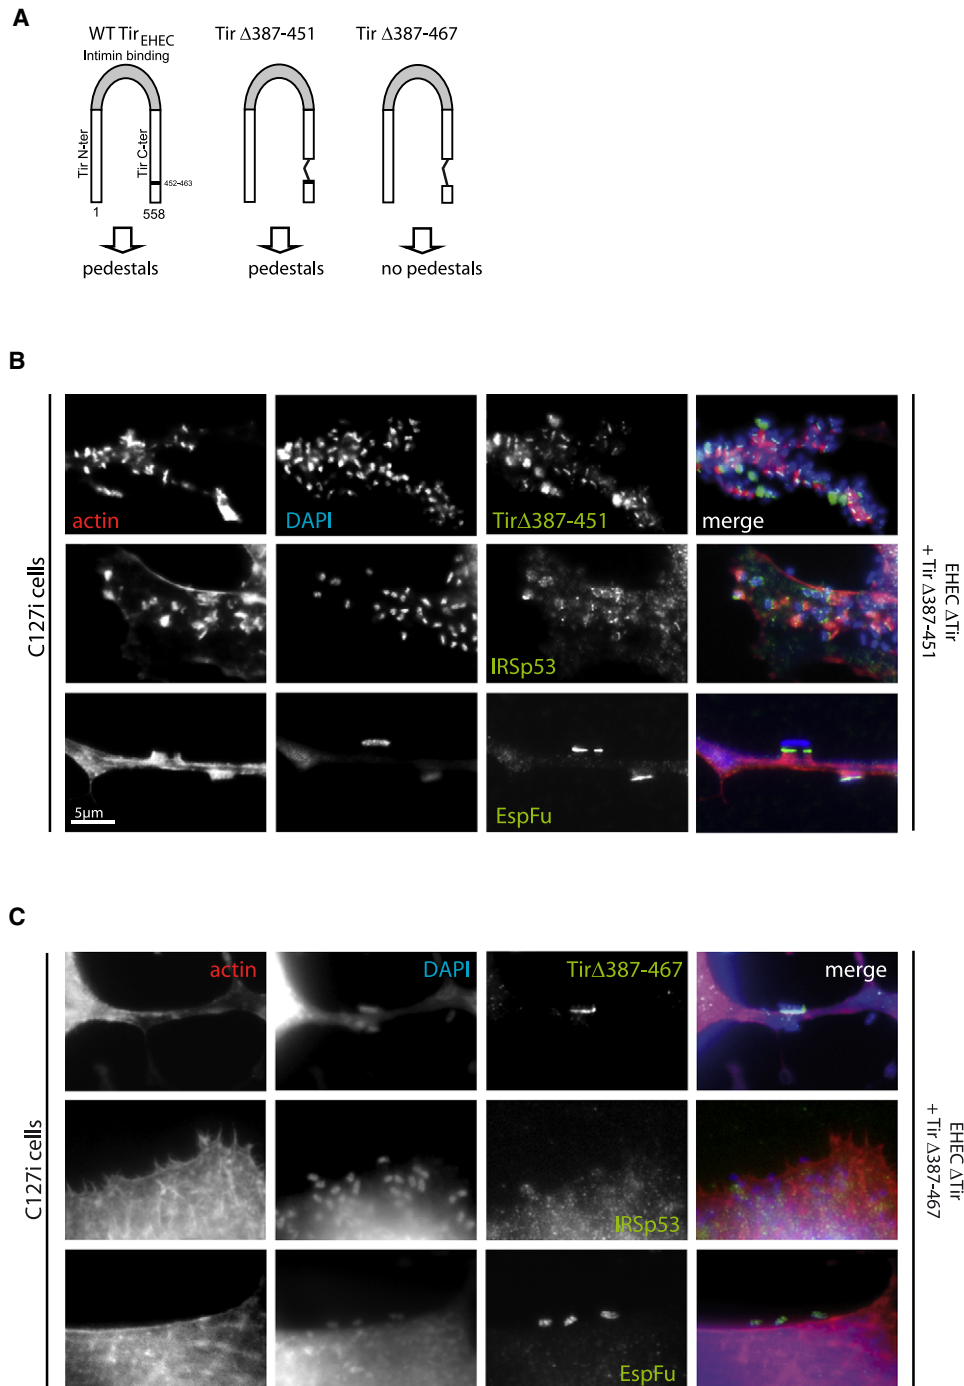 A
WT Tir EHEC
Intimin binding
Tir Δ387-451
Tir Δ387-467
Tir N-ter
Tir C-ter
452-463
1
558
pedestals
pedestals
no pedestals
B
C127i cells
actin
DAPI
TirΔ387-451
merge
IRSp53
5µm
EspFu
EHEC ΔTir
+ Tir Δ387-451
C
C127i cells
actin
DAPI
TirΔ387-467
merge
IRSp53
EspFu
EHEC ΔTir
+ Tir Δ387-467